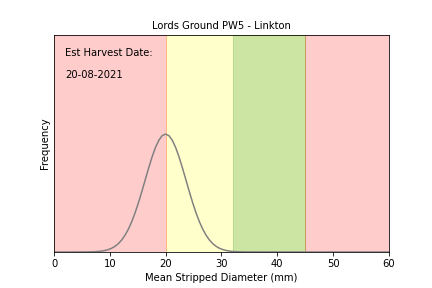 Lords Ground PW5 - Linkton
Est Harvest Date:
20-08-2021
Frequency
0 10 20 30 40 50 60
Mean Stripped Diameter (mm)